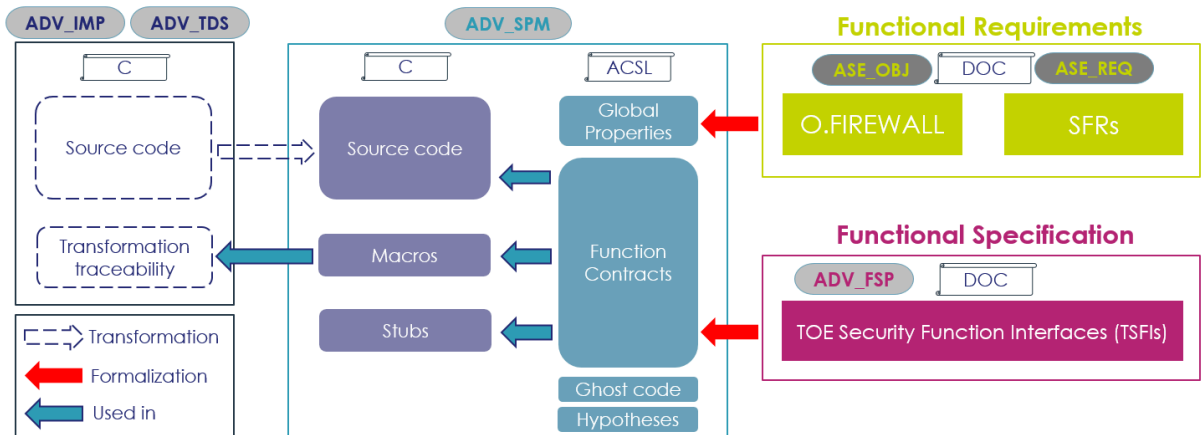 ADV_IMP
ADV_TDS
C
Source code
Transformation
traceability
Transformation
Formalization
Used in
ADV_SPM
C
ACSL
Source code
Macros
Stubs
Global
Properties
Function
Contracts
Ghost code
Hypotheses
Functional Requirements
ASE_OBJ
DOC
ASE_REQ
O.FIREWALL
SFRs
Functional Specification
ADV_FSP
DOC
TOE Security Function Interfaces (TSFIs)